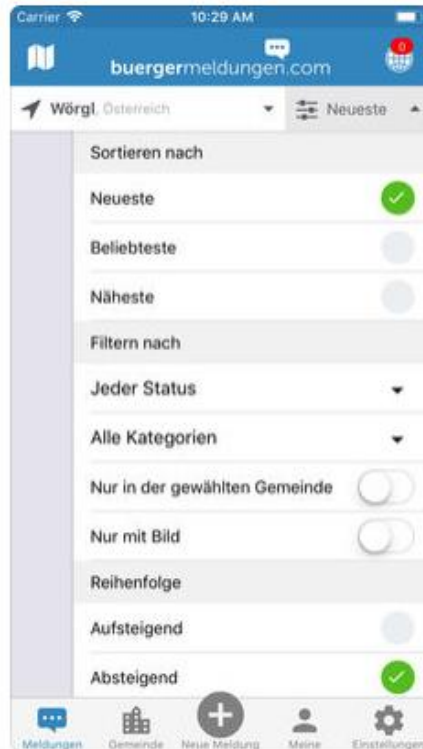 Carrier 10:29 AM
buergermeldungen.com
0
Wörgl, Österreich
Neueste
Sortieren nach
Neueste
Beliebteste
Näheste
Filtern nach
Jeder Status
Alle Kategorien
Nur in der gewählten Gemeinde
Nur mit Bild
Reihenfolge
Aufsteigend
Absteigend
Meldungen Gemeinde Neue Meldung Meine Einstellungen